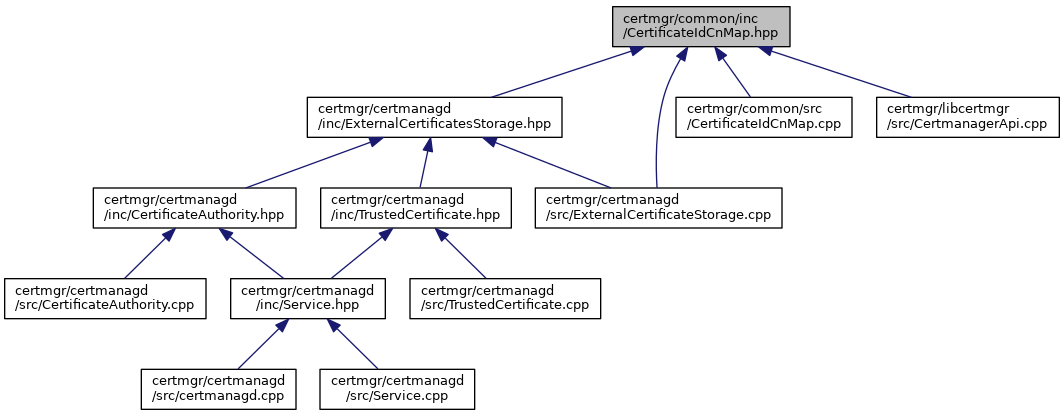 certmgr/common/inc
/CertificateIdCnMap.hpp
certmgr/certmanagd
/inc/ExternalCertificatesStorage.hpp
certmgr/common/src
/CertificateIdCnMap.cpp
certmgr/libcertmgr
/src/CertmanagerApi.cpp
certmgr/certmanagd
/inc/CertificateAuthority.hpp
certmgr/certmanagd
/inc/TrustedCertificate.hpp
certmgr/certmanagd
/src/ExternalCertificateStorage.cpp
certmgr/certmanagd
/src/CertificateAuthority.cpp
certmgr/certmanagd
/inc/Service.hpp
certmgr/certmanagd
/src/TrustedCertificate.cpp
certmgr/certmanagd
/src/certmanagd.cpp
certmgr/certmanagd
/src/Service.cpp